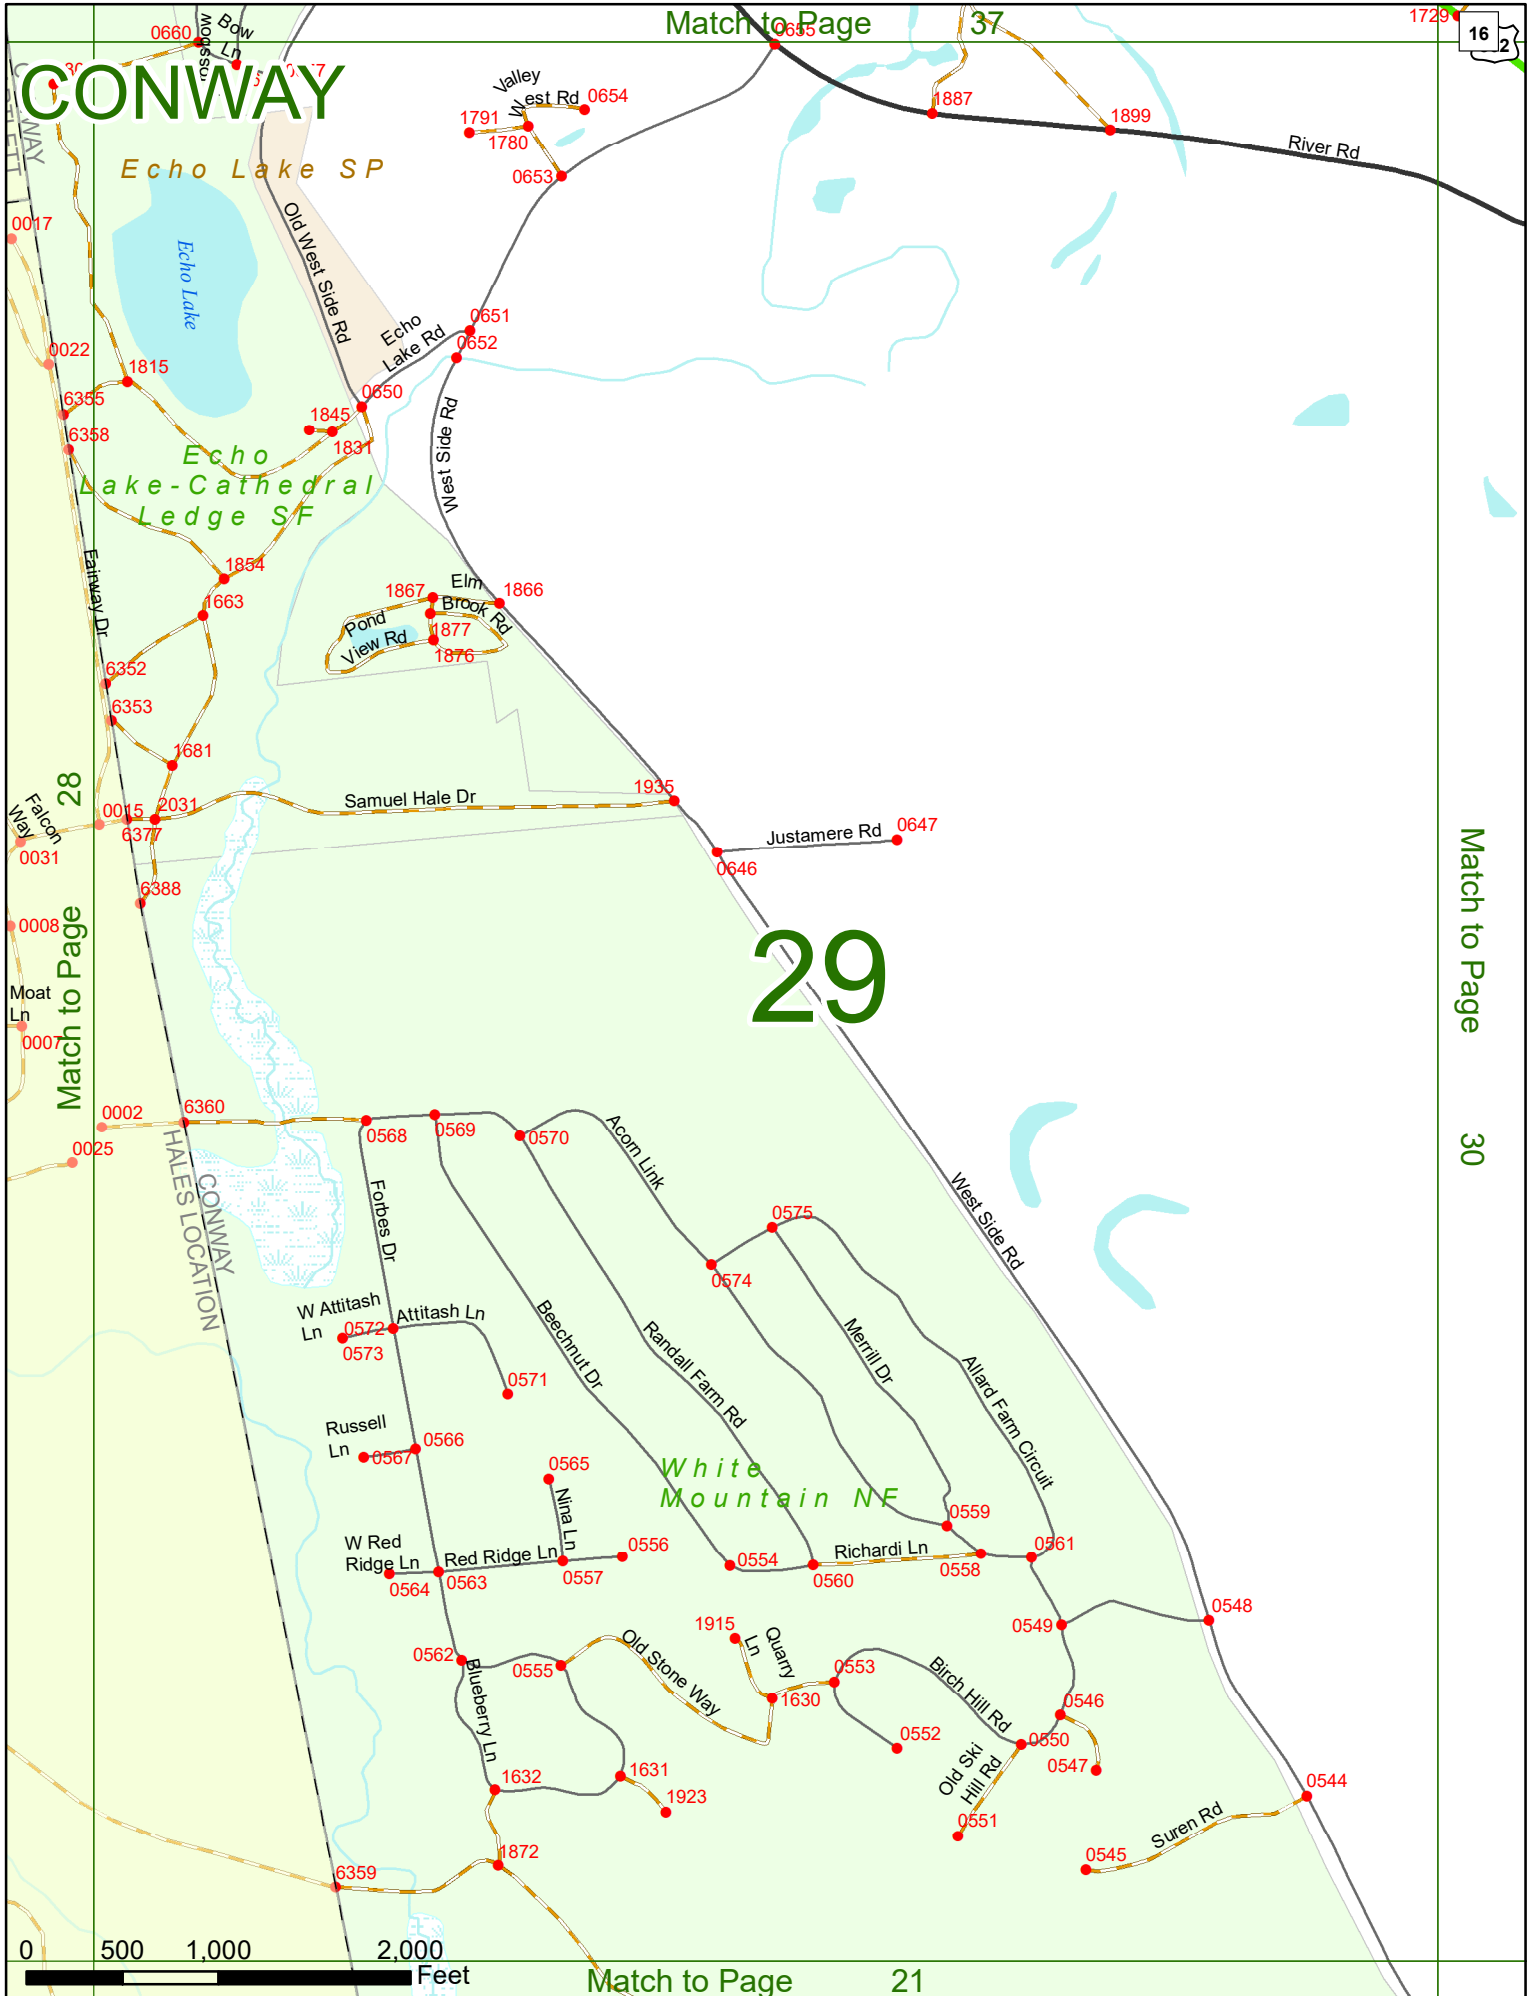 Match to Page 37
CONWAY
0660
Bow
Ln
0655
1729
16
Valley
West Rd
0654
1791
1780
0653
1887
1899
River Rd
Echo Lake SP
CONWAY
0017
Echo Lake
Old West Side Rd
Echo
Lake Rd
0651
0652
0022
1815
6355
6358
0650
1845
1831
Echo
Lake-Cathedral
Ledge SF
West Side Rd
Fairway Dr
1854
1663
1867
Elm
Brook Rd
1866
Pond
View Rd
1877
1876
6352
6353
1681
Match to Page 28
Falcon
Way
0015
6377
2031
0031
Samuel Hale Dr
1935
Justamere Rd
0647
0646
6388
0008
Moat
Ln
0007
29
Match to Page 30
0002
6360
0025
0568
0569
0570
Acorn Link
CONWAY
HALES LOCATION
Forbes Dr
0575
0574
West Side Rd
W Attitash
Ln
0572
0573
Attitash Ln
0571
Beechnut Dr
Randall Farm Rd
Merrill Dr
Allard Farm Circuit
Russell
Ln
0567
0566
0565
Nina Ln
White
Mountain NF
0559
W Red
Ridge Ln
0564
Red Ridge Ln
0563
0557
0556
0554
0560
Richardi Ln
0558
0561
0549
0548
0562
0555
Old Stone Way
1915
Quarry
Ln
1630
0553
Birch Hill Rd
0546
0550
0552
0547
Old Ski
Hill Rd
0551
Blueberry Ln
1632
1631
1923
0544
Suren Rd
0545
1872
6359
0 500 1,000 2,000
Feet
Match to Page 21